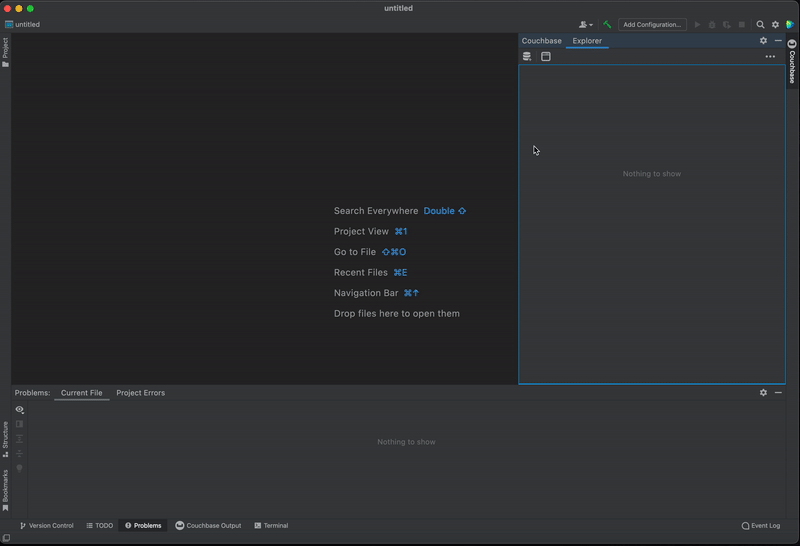 untitled
untitled
Add Configuration...
Project
Couchbase
Explorer
Couchbase
Nothing to show
Search Everywhere Double ⇧
Project View ⌘1
Go to File ⇧⌘O
Recent Files ⌘E
Navigation Bar ⌘↑
Drop files here to open them
Problems:
Current File
Project Errors
Nothing to show
Structure
Bookmarks
Version Control
TODO
Problems
Couchbase Output
Terminal
Event Log